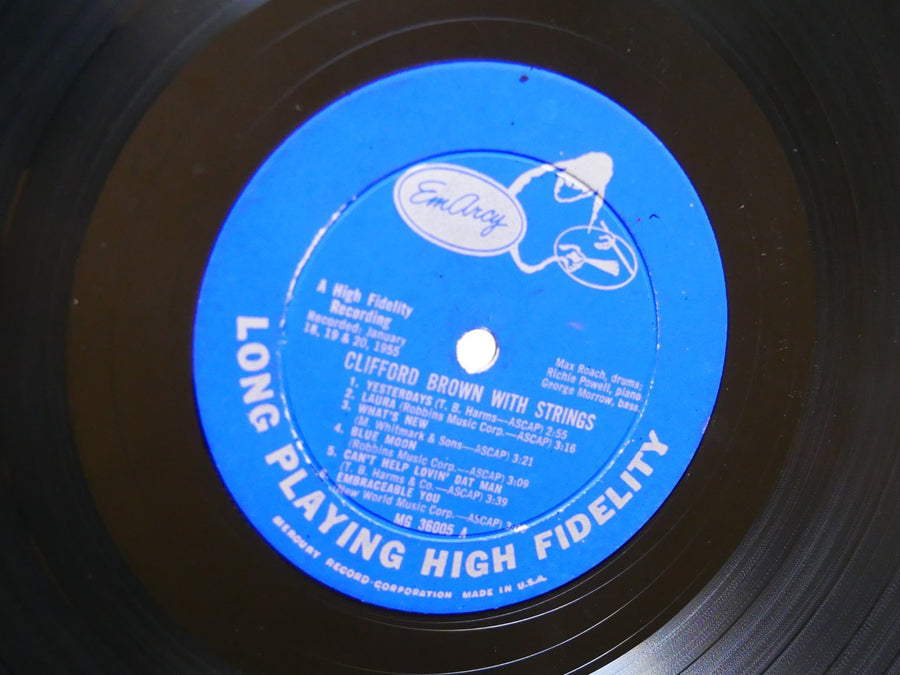 EmArcy
A High Fidelity
Recording
Recorded: January
18, 19 & 20, 1955
Max Roach, drums;
Richie Powell, piano
George Morrow, bass.
CLIFFORD BROWN WITH STRINGS
1. YESTERDAYS (T. B. Harms—ASCAP) 2:55
2. LAURA (Robbins Music Corp.—ASCAP) 3:16
3. WHAT'S NEW
(M. Whitmark & Sons—ASCAP) 3:21
4. BLUE MOON
(Robbins Music Corp.—ASCAP) 3:09
5. CAN'T HELP LOVIN' DAT MAN
(T. B. Harms & Co.—ASCAP) 3:39
EMBRACEABLE YOU
New World Music Corp.—ASCAP)
MG 36005 A
LONG PLAYING HIGH FIDELITY
MERCURY RECORD-CORPORATION MADE IN U.S.A.